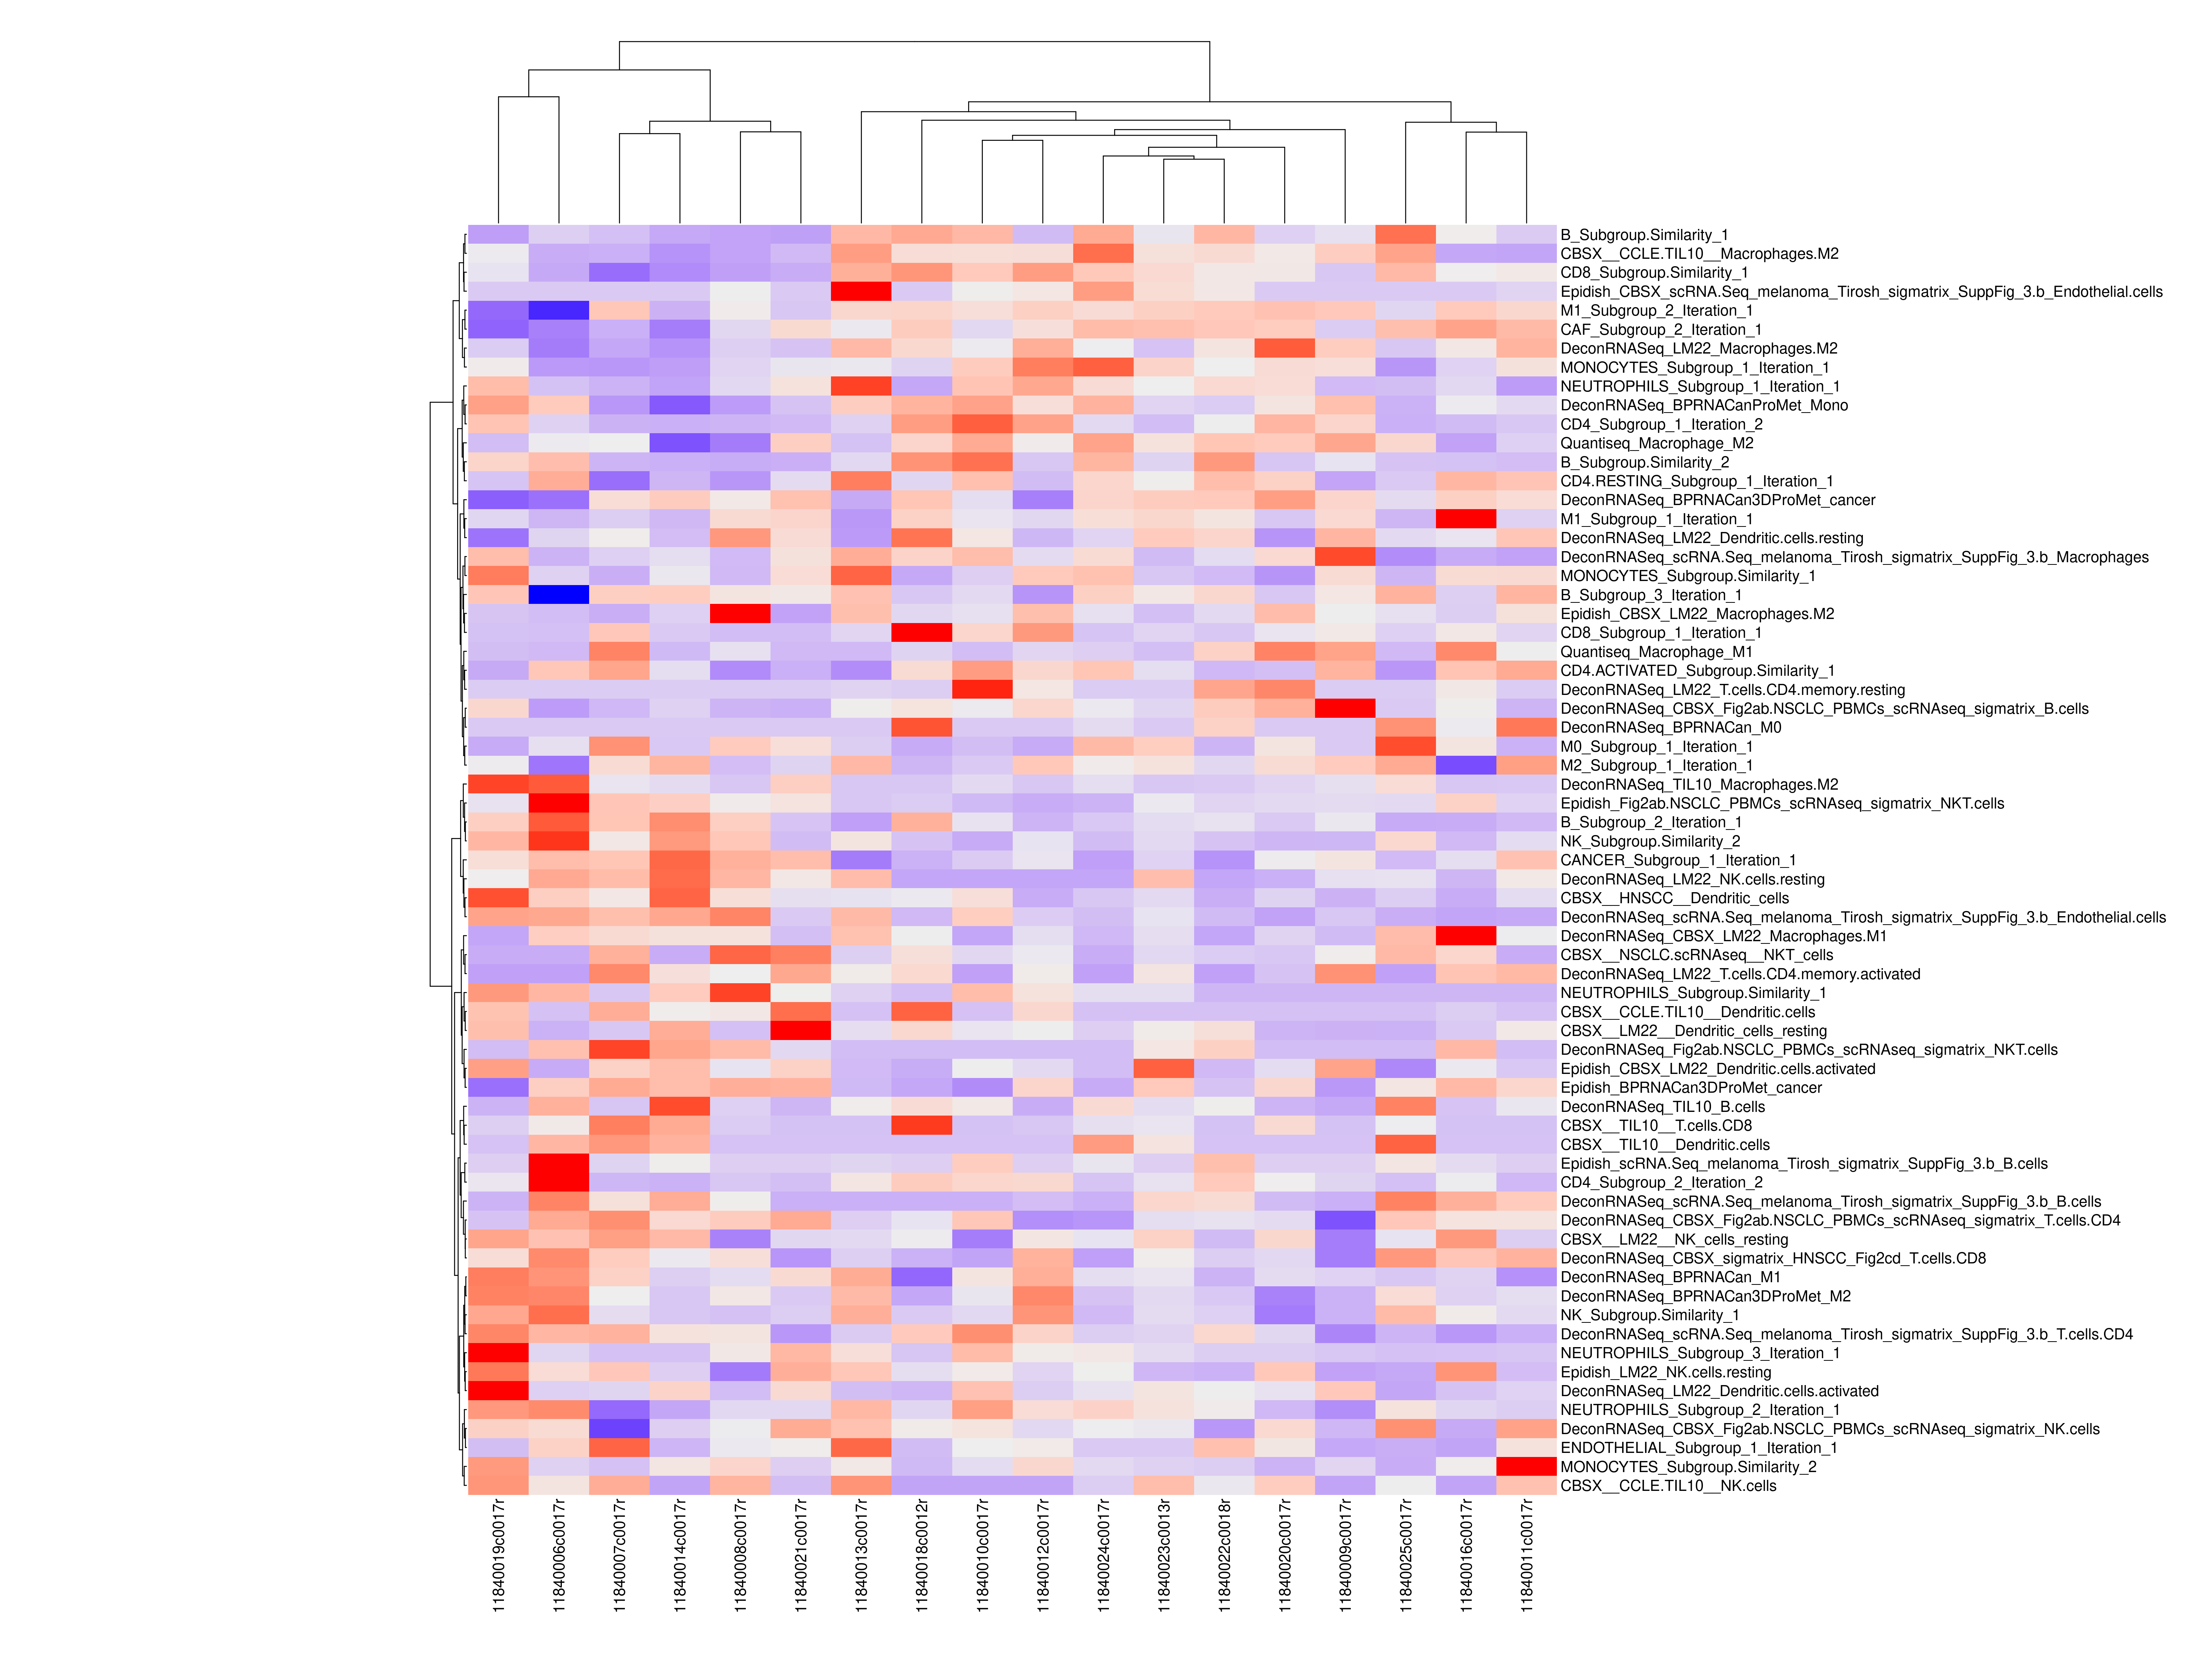 B_Subgroup.Similarity_1
CBSX__CCLE.TIL10__Macrophages.M2
CD8_Subgroup.Similarity_1
Epidish_CBSX_scRNA.Seq_melanoma_Tirosh_sigmatrix_SuppFig_3.b_Endothelial.cells
M1_Subgroup_2_Iteration_1
CAF_Subgroup_2_Iteration_1
DeconRNASeq_LM22_Macrophages.M2
MONOCYTES_Subgroup_1_Iteration_1
NEUTROPHILS_Subgroup_1_Iteration_1
DeconRNASeq_BPRNACanProMet_Mono
CD4_Subgroup_1_Iteration_2
Quantiseq_Macrophage_M2
B_Subgroup.Similarity_2
CD4.RESTING_Subgroup_1_Iteration_1
DeconRNASeq_BPRNACan3DProMet_cancer
M1_Subgroup_1_Iteration_1
DeconRNASeq_LM22_Dendritic.cells.resting
DeconRNASeq_scRNA.Seq_melanoma_Tirosh_sigmatrix_SuppFig_3.b_Macrophages
MONOCYTES_Subgroup.Similarity_1
B_Subgroup_3_Iteration_1
Epidish_CBSX_LM22_Macrophages.M2
CD8_Subgroup_1_Iteration_1
Quantiseq_Macrophage_M1
CD4.ACTIVATED_Subgroup.Similarity_1
DeconRNASeq_LM22_T.cells.CD4.memory.resting
DeconRNASeq_CBSX_Fig2ab.NSCLC_PBMCs_scRNAseq_sigmatrix_B.cells
DeconRNASeq_BPRNACan_M0
M0_Subgroup_1_Iteration_1
M2_Subgroup_1_Iteration_1
DeconRNASeq_TIL10_Macrophages.M2
Epidish_Fig2ab.NSCLC_PBMCs_scRNAseq_sigmatrix_NKT.cells
B_Subgroup_2_Iteration_1
NK_Subgroup.Similarity_2
CANCER_Subgroup_1_Iteration_1
DeconRNASeq_LM22_NK.cells.resting
CBSX__HNSCC__Dendritic_cells
DeconRNASeq_scRNA.Seq_melanoma_Tirosh_sigmatrix_SuppFig_3.b_Endothelial.cells
DeconRNASeq_CBSX_LM22_Macrophages.M1
CBSX__NSCLC.scRNAseq__NKT_cells
DeconRNASeq_LM22_T.cells.CD4.memory.activated
NEUTROPHILS_Subgroup.Similarity_1
CBSX__CCLE.TIL10__Dendritic.cells
CBSX__LM22__Dendritic_cells_resting
DeconRNASeq_Fig2ab.NSCLC_PBMCs_scRNAseq_sigmatrix_NKT.cells
Epidish_CBSX_LM22_Dendritic.cells.activated
Epidish_BPRNACan3DProMet_cancer
DeconRNASeq_TIL10_B.cells
CBSX__TIL10__T.cells.CD8
CBSX__TIL10__Dendritic.cells
Epidish_scRNA.Seq_melanoma_Tirosh_sigmatrix_SuppFig_3.b_B.cells
CD4_Subgroup_2_Iteration_2
DeconRNASeq_scRNA.Seq_melanoma_Tirosh_sigmatrix_SuppFig_3.b_B.cells
DeconRNASeq_CBSX_Fig2ab.NSCLC_PBMCs_scRNAseq_sigmatrix_T.cells.CD4
CBSX__LM22__NK_cells_resting
DeconRNASeq_CBSX_sigmatrix_HNSCC_Fig2cd_T.cells.CD8
DeconRNASeq_BPRNACan_M1
DeconRNASeq_BPRNACan3DProMet_M2
NK_Subgroup.Similarity_1
DeconRNASeq_scRNA.Seq_melanoma_Tirosh_sigmatrix_SuppFig_3.b_T.cells.CD4
NEUTROPHILS_Subgroup_3_Iteration_1
Epidish_LM22_NK.cells.resting
DeconRNASeq_LM22_Dendritic.cells.activated
NEUTROPHILS_Subgroup_2_Iteration_1
DeconRNASeq_CBSX_Fig2ab.NSCLC_PBMCs_scRNAseq_sigmatrix_NK.cells
ENDOTHELIAL_Subgroup_1_Iteration_1
MONOCYTES_Subgroup.Similarity_2
CBSX__CCLE.TIL10__NK.cells
11840019c0017r
11840006c0017r
11840007c0017r
11840014c0017r
11840008c0017r
11840021c0017r
11840013c0017r
11840018c0012r
11840010c0017r
11840012c0017r
11840024c0017r
11840023c0013r
11840022c0018r
11840020c0017r
11840009c0017r
11840025c0017r
11840016c0017r
11840011c0017r